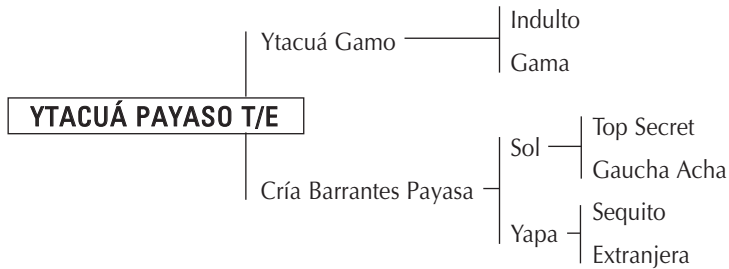 Indulto
Ytacuá Gamo
Gama
YTACUÁ PAYASO T/E
Top Secret
Sol
Gaucha Acha
Cría Barrantes Payasa
Sequito
Yapa
Extranjera